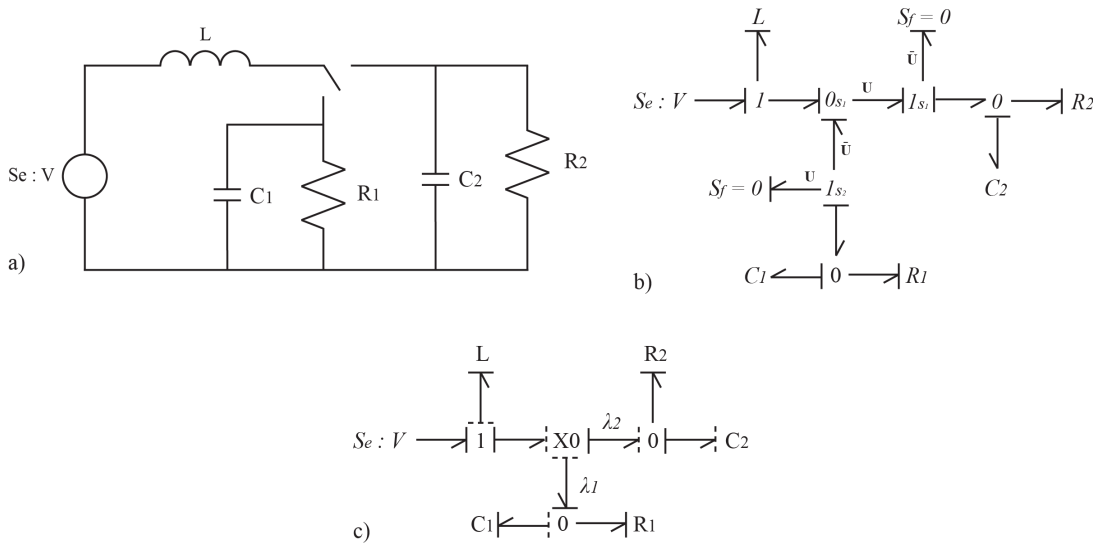 L
Se : V
C1
R1
C2
R2
a)
L
Sf = 0
Ū
Se : V 1 0s1 U 1s1 0 R2
Ū
Sf = 0 U 1s2
C2
C1 0 R1
b)
L R2
Se : V 1 X0 λ2 0 C2
λ1
C1 0 R1
c)